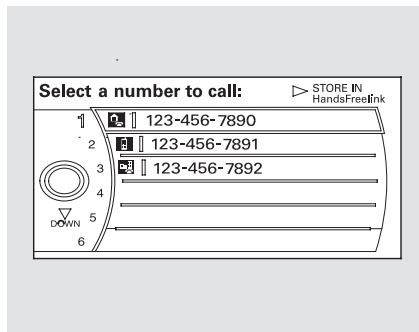 Select a number to call:
STORE IN
HandsFreelink
1 123-456-7890
2 123-456-7891
3 123-456-7892
4
DOWN 5
6